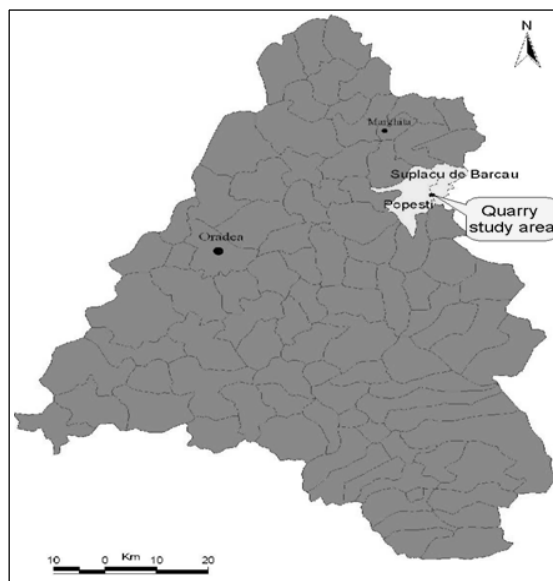 N
Marghita
Suplacu de Barcau
Popesti
Quarry
study area
Oradea
10 0 Km 10 20